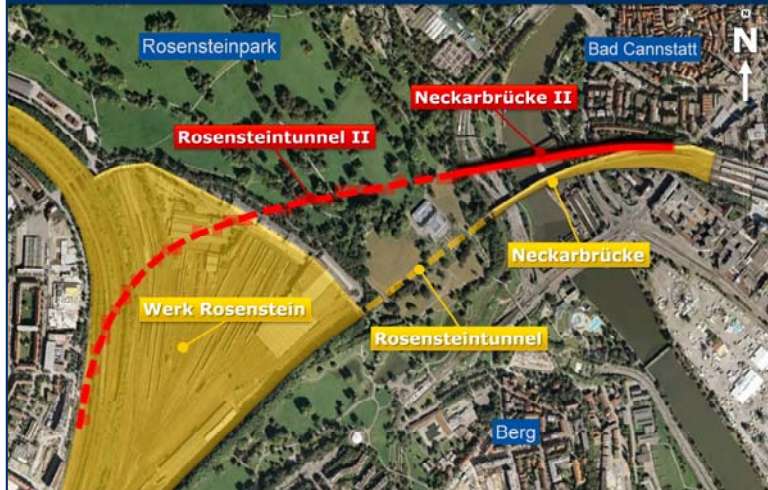 Rosensteinpark
Bad Cannstatt
N
Neckarbrücke II
Rosensteintunnel II
Neckarbrücke
Werk Rosenstein
Rosensteintunnel
Berg